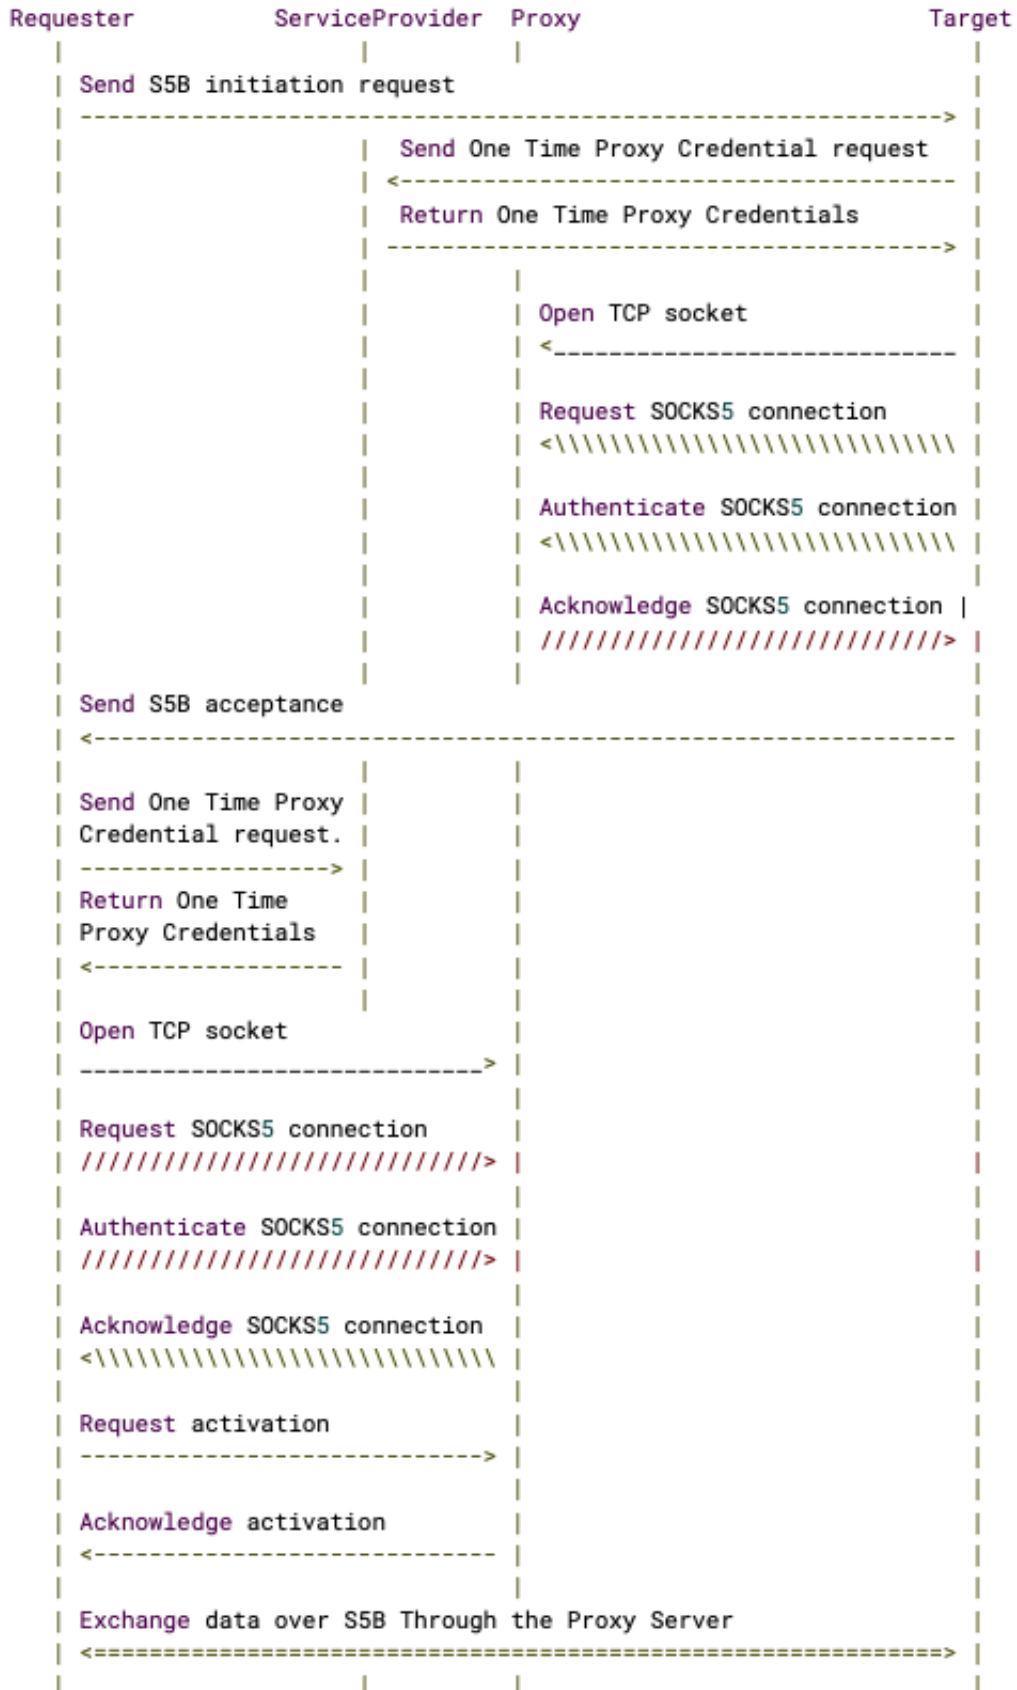 Requester ServiceProvider Proxy Target
Send S5B initiation request
------------------------------------------------------------->
Send One Time Proxy Credential request
<----------------------------------------
Return One Time Proxy Credentials
---------------------------------------->
Open TCP socket
<_____________________________
Request SOCKS5 connection
<\\\\\\\\\\\\\\\\\\\\\\\\\\\\\
Authenticate SOCKS5 connection
<\\\\\\\\\\\\\\\\\\\\\\\\\\\\\
Acknowledge SOCKS5 connection |
/////////////////////////////>
Send S5B acceptance
<-------------------------------------------------------------
Send One Time Proxy
Credential request.
------------------>
Return One Time
Proxy Credentials
<------------------
Open TCP socket
_____________________________>
Request SOCKS5 connection
/////////////////////////////>
Authenticate SOCKS5 connection
/////////////////////////////>
Acknowledge SOCKS5 connection
<\\\\\\\\\\\\\\\\\\\\\\\\\\\\\
Request activation
----------------------------->
Acknowledge activation
<-----------------------------
Exchange data over S5B Through the Proxy Server
<=============================================================>